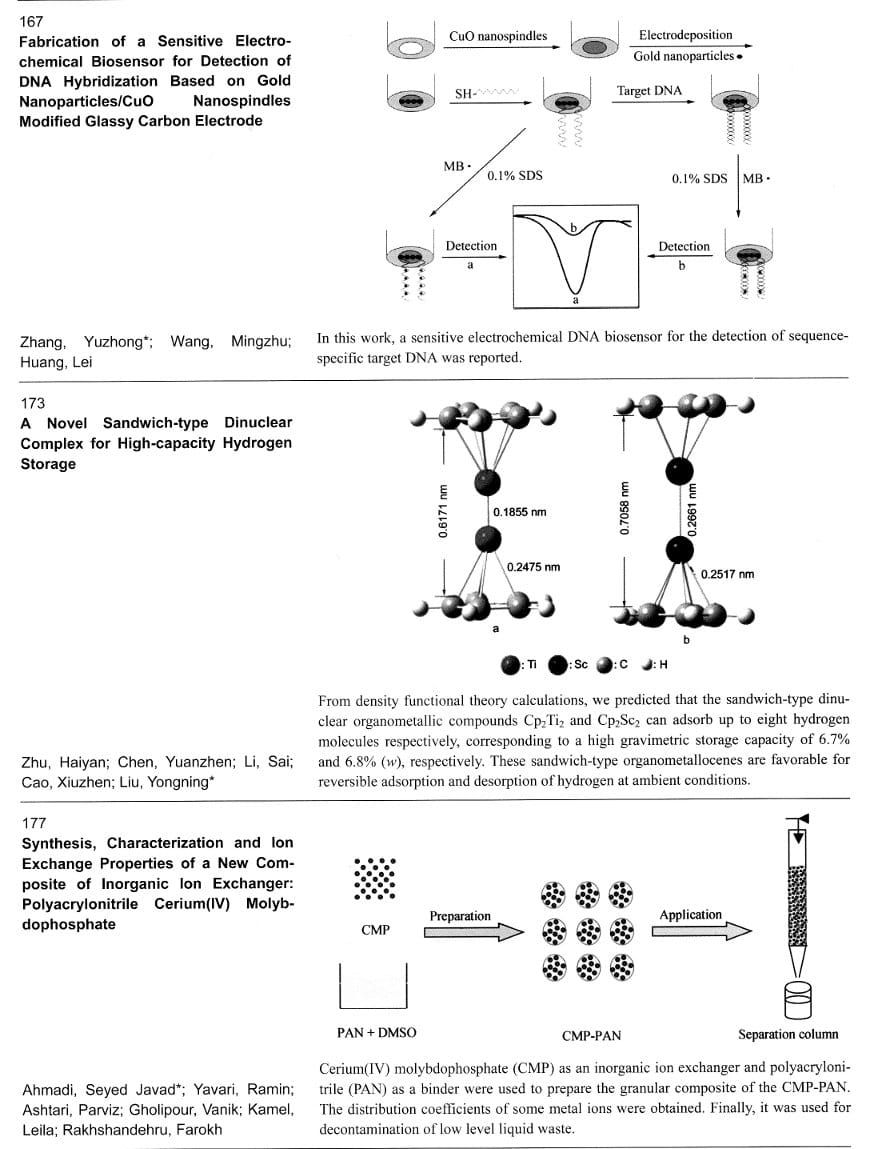 167
Fabrication of a Sensitive Electro-
chemical Biosensor for Detection of
DNA Hybridization Based on Gold
Nanoparticles/CuO Nanospindles
Modified Glassy Carbon Electrode
CuO nanospindles
Electrodeposition
Gold nanoparticles
SH-
Target DNA
MB
0.1% SDS
0.1% SDS
MB
Detection
a
b
a
Detection
b
Zhang, Yuzhong*; Wang, Mingzhu;
Huang, Lei
In this work, a sensitive electrochemical DNA biosensor for the detection of sequence-
specific target DNA was reported.
173
A Novel Sandwich-type Dinuclear
Complex for High-capacity Hydrogen
Storage
0.6171 nm
0.1855 nm
0.2475 nm
a
0.7058 nm
0.2661 nm
0.2517 nm
b
: Ti : Sc : C : H
From density functional theory calculations, we predicted that the sandwich-type dinu-
clear organometallic compounds Cp₂Ti₂ and Cp₂Sc₂ can adsorb up to eight hydrogen
molecules respectively, corresponding to a high gravimetric storage capacity of 6.7%
and 6.8% (w), respectively. These sandwich-type organometallocenes are favorable for
reversible adsorption and desorption of hydrogen at ambient conditions.
Zhu, Haiyan; Chen, Yuanzhen; Li, Sai;
Cao, Xiuzhen; Liu, Yongning*
177
Synthesis, Characterization and Ion
Exchange Properties of a New Com-
posite of Inorganic Ion Exchanger:
Polyacrylonitrile Cerium(IV) Molyb-
dophosphate
CMP
Preparation
Application
PAN + DMSO
CMP-PAN
Separation column
Ahmadi, Seyed Javad*; Yavari, Ramin;
Ashtari, Parviz; Gholipour, Vanik; Kamel,
Leila; Rakhshandehru, Farokh
Cerium(IV) molybdophosphate (CMP) as an inorganic ion exchanger and polyacryloni-
trile (PAN) as a binder were used to prepare the granular composite of the CMP-PAN.
The distribution coefficients of some metal ions were obtained. Finally, it was used for
decontamination of low level liquid waste.